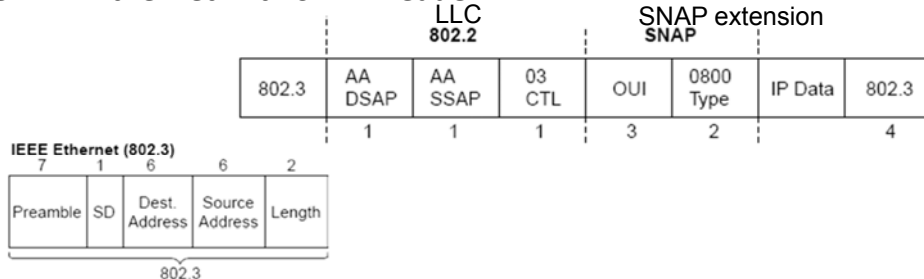 LLC SNAP extension
802.2 SNAP
802.3 AA DSAP AA SSAP 03 CTL OUI 0800 Type IP Data 802.3
1 1 1 3 2 4
IEEE Ethernet (802.3)
7 1 6 6 2
Preamble SD Dest. Address Source Address Length
802.3